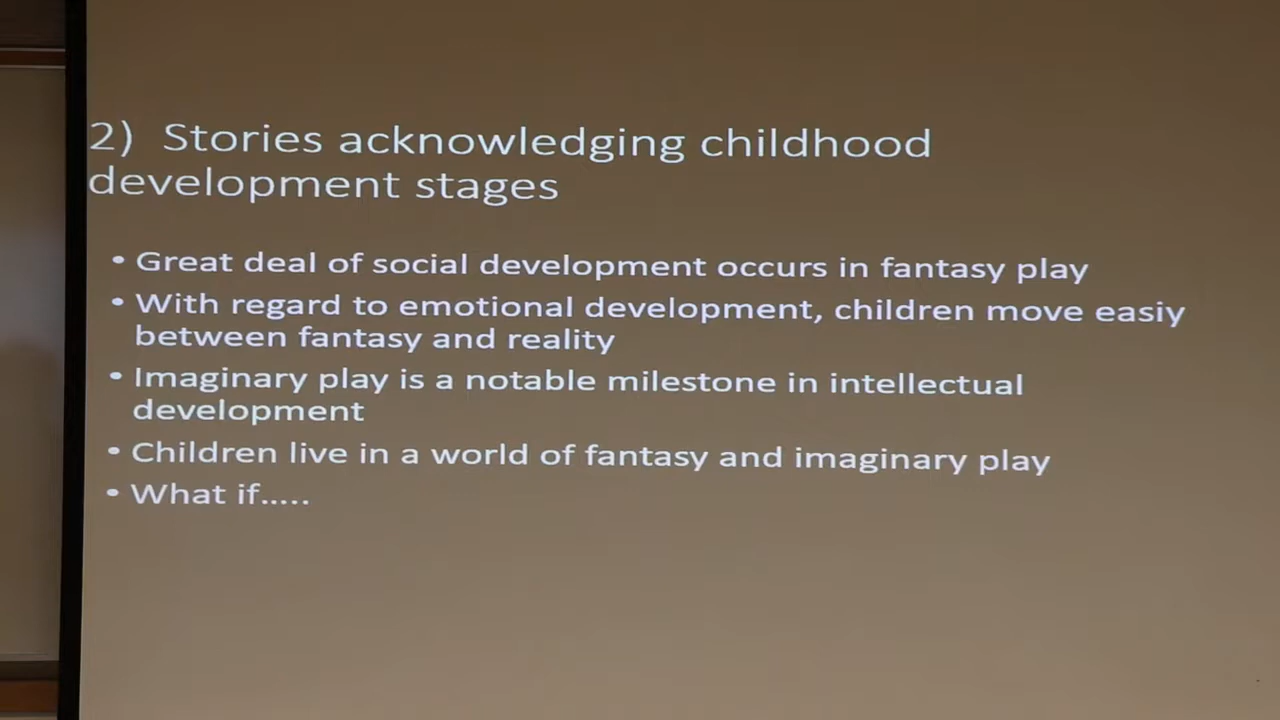 2) Stories acknowledging childhood
development stages
• Great deal of social development occurs in fantasy play
• With regard to emotional development, children move easiy
between fantasy and reality
• Imaginary play is a notable milestone in intellectual
development
• Children live in a world of fantasy and imaginary play
• What if.....